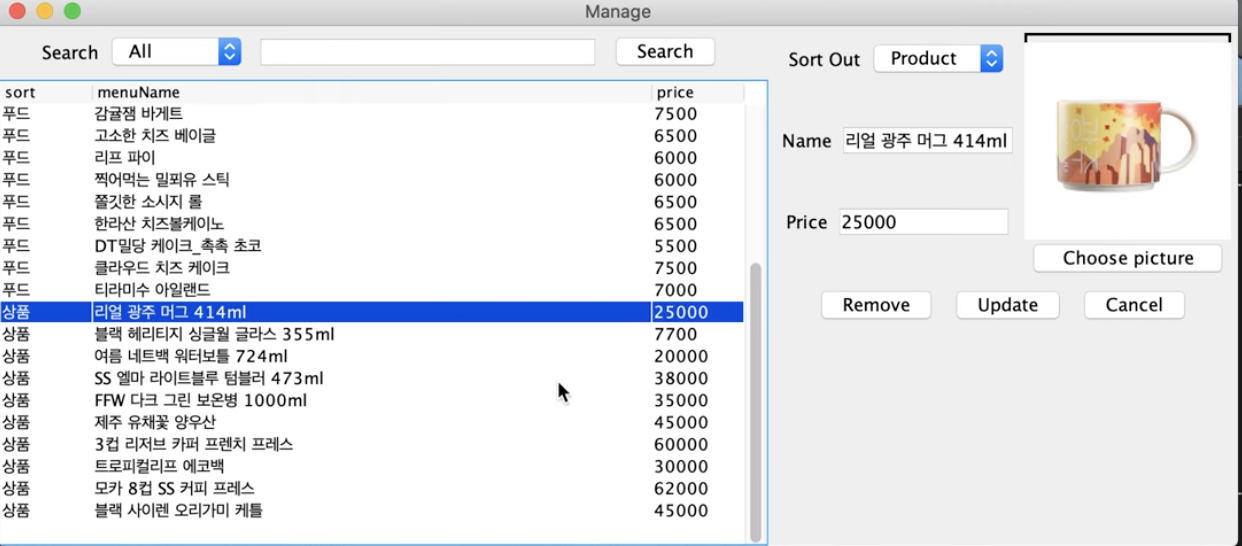 Manage
Search All Search
sort menuName price
푸드 감귤잼 바게트 7500
푸드 고소한 치즈 베이글 6500
푸드 리프 파이 6000
푸드 찍어먹는 밀푀유 스틱 6000
푸드 쫄깃한 소시지 롤 6500
푸드 한라산 치즈볼케이노 6500
푸드 DT밀당 케이크_촉촉 초코 5500
푸드 클라우드 치즈 케이크 7500
푸드 티라미수 아일랜드 7000
상품 리얼 광주 머그 414ml 25000
상품 블랙 헤리티지 싱글월 글라스 355ml 7700
상품 여름 네트백 워터보틀 724ml 20000
상품 SS 엘마 라이트블루 텀블러 473ml 38000
상품 FFW 다크 그린 보온병 1000ml 35000
상품 제주 유채꽃 양우산 45000
상품 3컵 리저브 카퍼 프렌치 프레스 60000
상품 트로피컬리프 에코백 30000
상품 모카 8컵 SS 커피 프레스 62000
상품 블랙 사이렌 오리가미 케틀 45000
Sort Out Product
Name 리얼 광주 머그 414ml
Price 25000
Choose picture
Remove Update Cancel